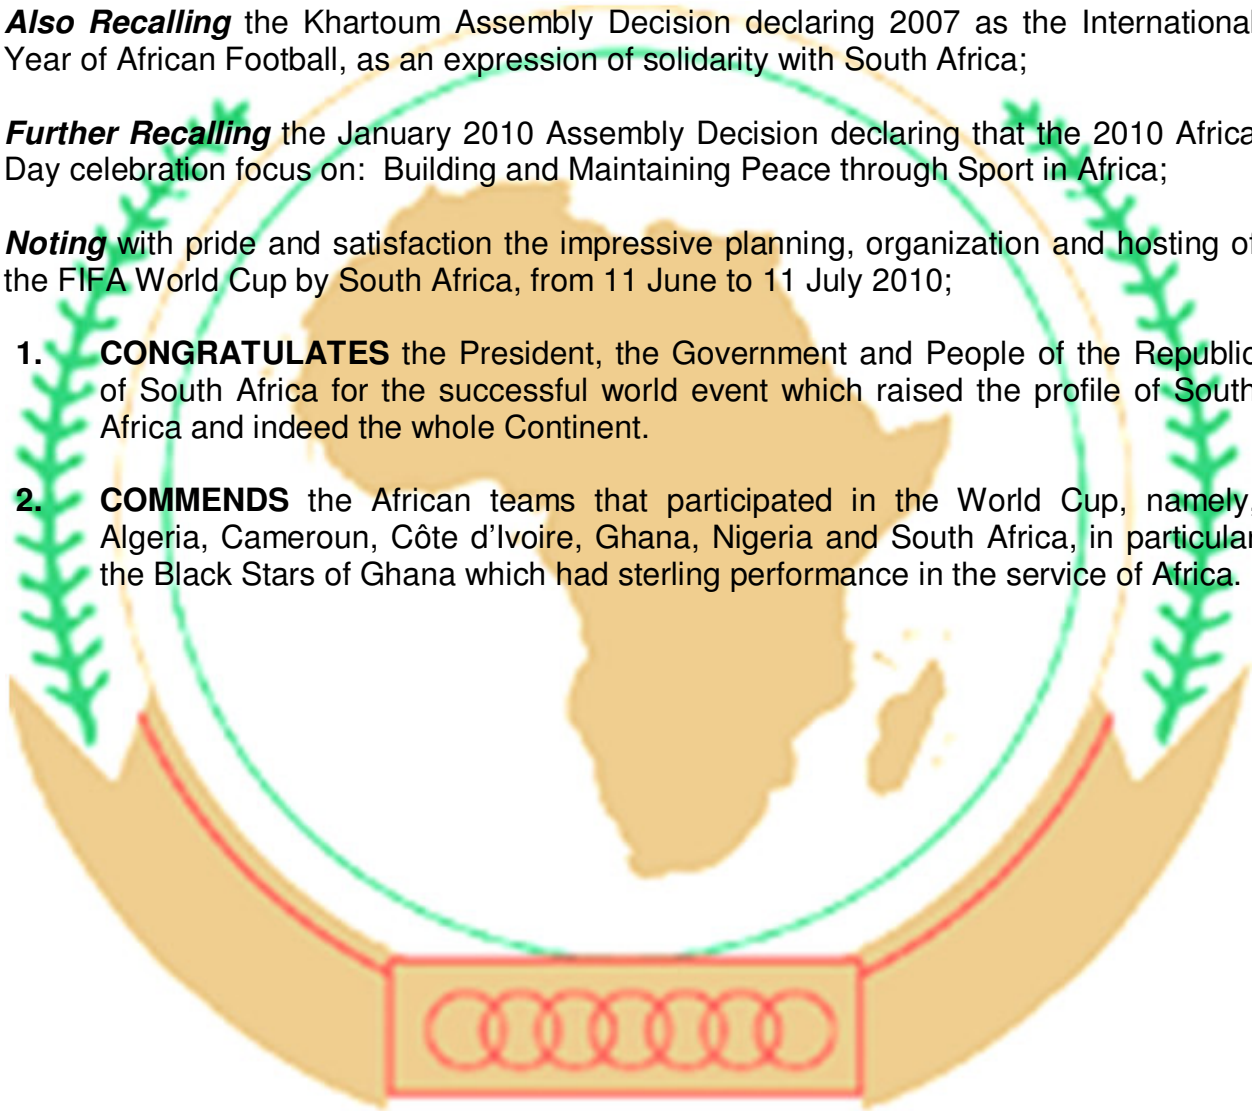 Also Recalling the Khartoum Assembly Decision declaring 2007 as the International
Year of African Football, as an expression of solidarity with South Africa;
Further Recalling the January 2010 Assembly Decision declaring that the 2010 Africa
Day celebration focus on: Building and Maintaining Peace through Sport in Africa;
Noting with pride and satisfaction the impressive planning, organization and hosting of
the FIFA World Cup by South Africa, from 11 June to 11 July 2010;
1. CONGRATULATES the President, the Government and People of the Republic
of South Africa for the successful world event which raised the profile of South
Africa and indeed the whole Continent.
2. COMMENDS the African teams that participated in the World Cup, namely,
Algeria, Cameroun, Côte d'Ivoire, Ghana, Nigeria and South Africa, in particular
the Black Stars of Ghana which had sterling performance in the service of Africa.